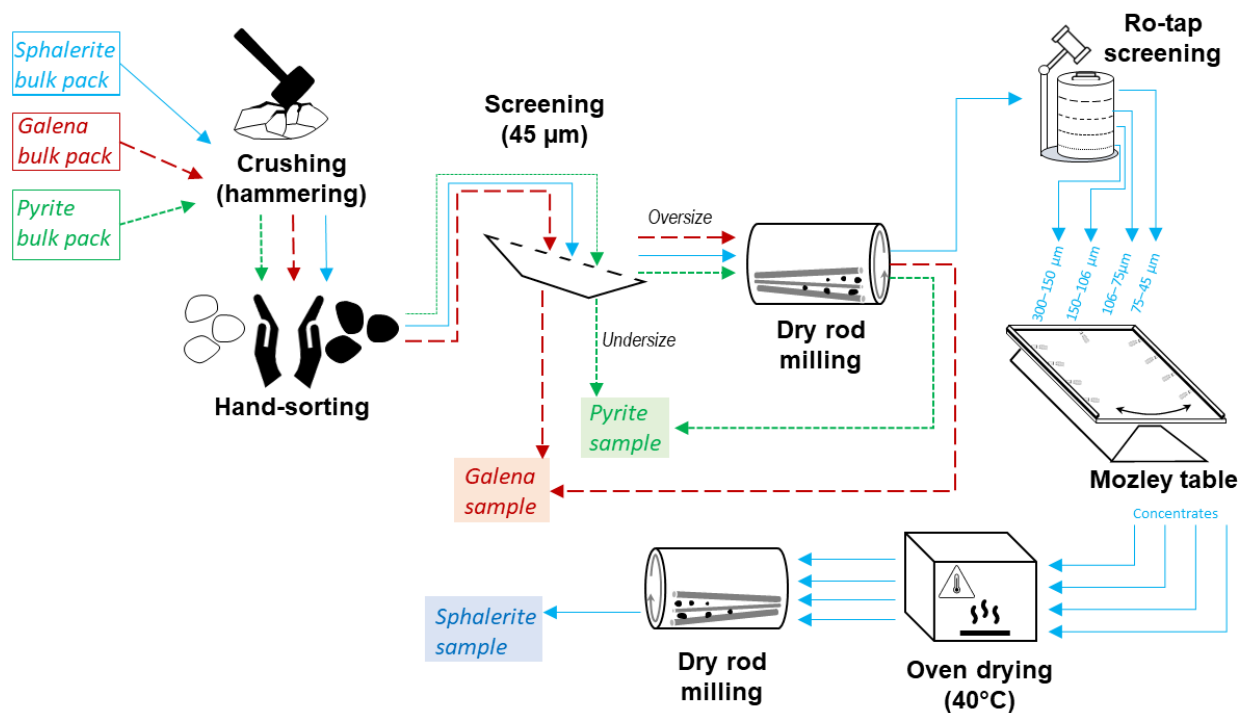 Sphalerite
bulk pack
Galena
bulk pack
Pyrite
bulk pack
Crushing
(hammering)
Hand-sorting
Screening
(45 µm)
Oversize
Undersize
Dry rod
milling
Pyrite
sample
Galena
sample
Ro-tap
screening
300–150 µm
150–106 µm
106–75µm
75–45 µm
Mozley table
Concentrates
Oven drying
(40°C)
Dry rod
milling
Sphalerite
sample